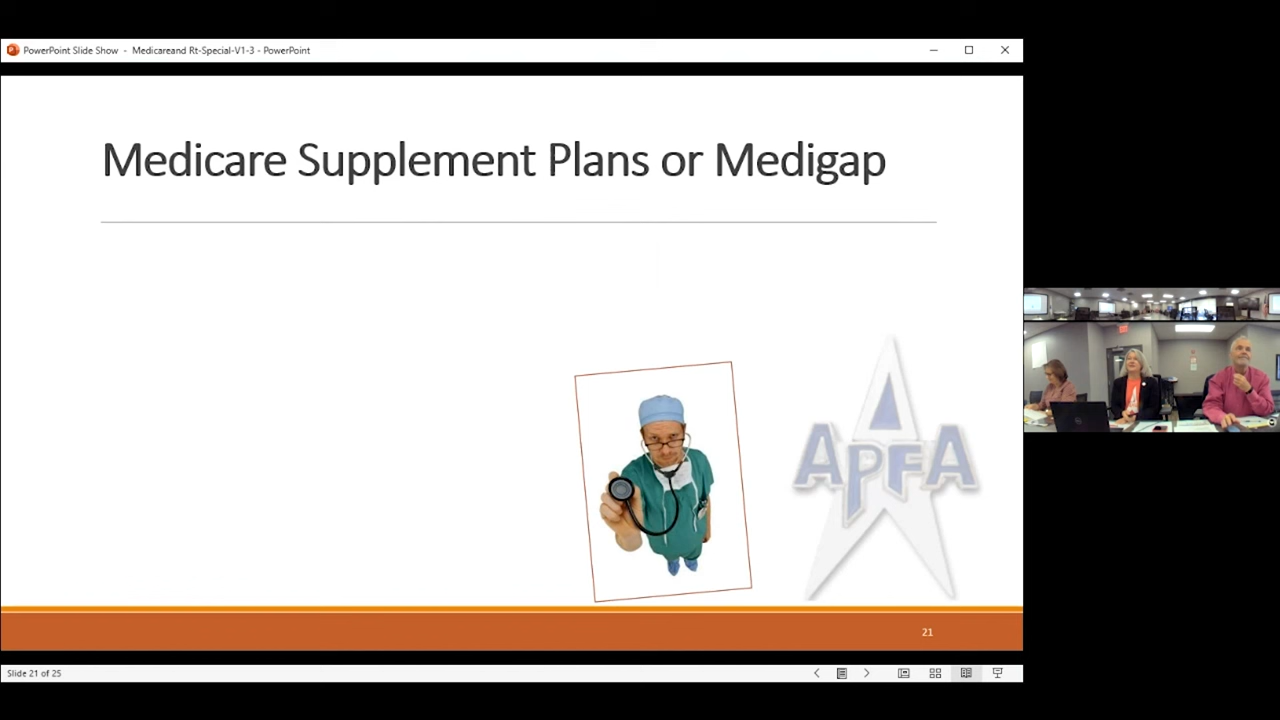 PowerPoint Slide Show - Medicareand Rt-Special-V1-3 - PowerPoint
Medicare Supplement Plans or Medigap
APFA
21
Slide 21 of 25